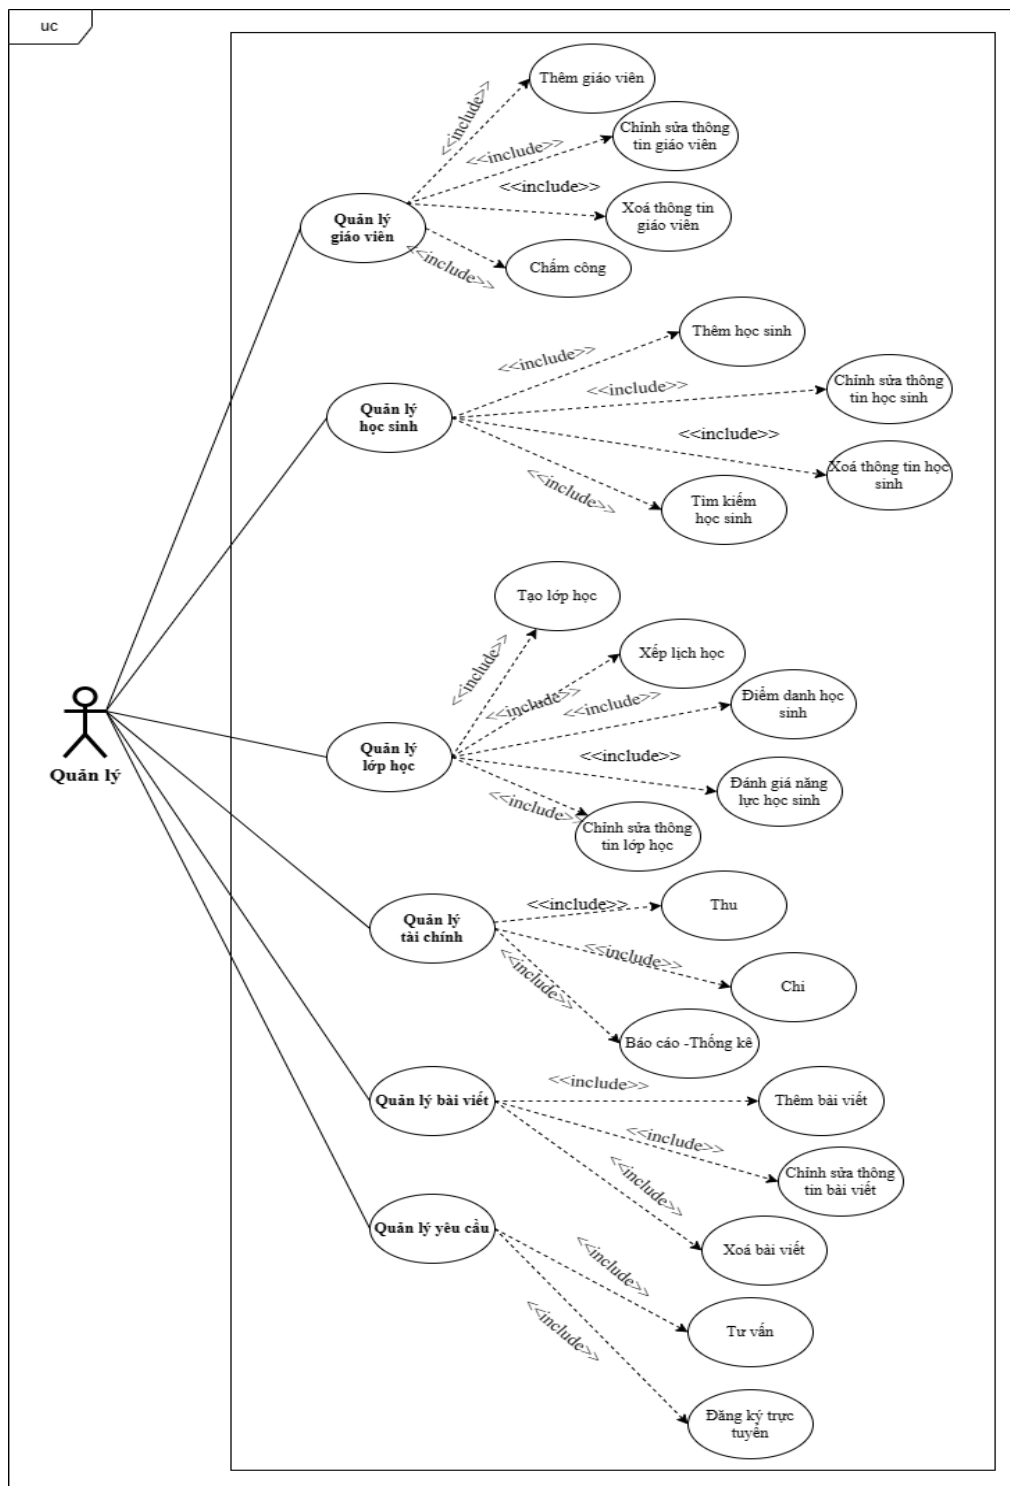 uc
<<include>>
Thêm giáo viên
<<include>>
Chỉnh sửa thông
tin giáo viên
<<include>>
Xoá thông tin
giáo viên
Quản lý
giáo viên
<<include>>
Chấm công
Thêm học sinh
<<include>>
<<include>>
Chỉnh sửa thông
tin học sinh
Quản lý
học sinh
<<include>>
Xoá thông tin học
sinh
<<include>>
Tìm kiếm
học sinh
Tạo lớp học
<<include>>
Xếp lịch học
<<include>>
<<include>>
Điểm danh học
sinh
Quản lý
lớp học
<<include>>
Đánh giá năng
lực học sinh
<<include>>
Chỉnh sửa thông
tin lớp học
Quản lý
Quản lý
tài chính
<<include>>
Thu
<<include>>
Chi
<<include>>
Báo cáo -Thống kê
Quản lý bài viết
<<include>>
Thêm bài viết
<<include>>
Chỉnh sửa thông
tin bài viết
<<include>>
Xoá bài viết
Quản lý yêu cầu
<<include>>
Tư vấn
<<include>>
Đăng ký trực
tuyến